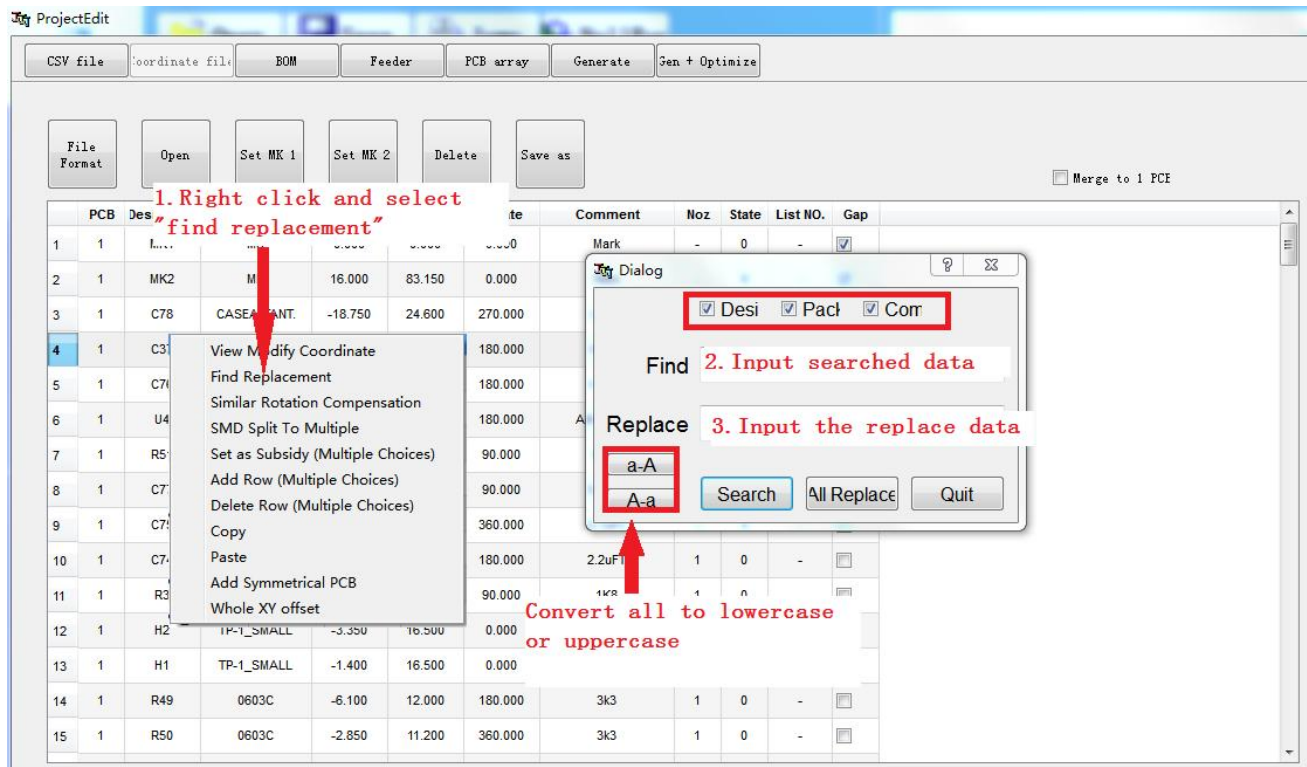 ProjectEdit
CSV file
BOM
Feeder
PCB array
Generate
Gen + Optimize
File
Format
Open
Set MK 1
Set MK 2
Delete
Save as
Merge to 1 PCB
1.Right click and select
"find replacement"
PCB Comment Noz State List NO. Gap
1 1 Mark - 0 -
2 1 MK2 16.000 83.150 0.000
3 1 C78 -18.750 24.600 270.000
4 1 180.000
5 1 180.000
6 1 U4 180.000
7 1 90.000
8 1 90.000
9 1 360.000
10 1 180.000 1 0 -
11 1 90.000 1K8 1 0
12 1 H2 TP-1_SMALL -3.350 16.500 0.000
13 1 H1 TP-1_SMALL -1.400 16.500 0.000
14 1 R49 0603C -6.100 12.000 180.000 3k3 1 0 -
15 1 R50 0603C -2.850 11.200 360.000 3k3 1 0 -
View Modify Coordinate
Find Replacement
Similar Rotation Compensation
SMD Split To Multiple
Set as Subsidy (Multiple Choices)
Add Row (Multiple Choices)
Delete Row (Multiple Choices)
Copy
Paste
Add Symmetrical PCB
Whole XY offset
Dialog
Desi Pack Com
Find 2. Input searched data
Replace 3. Input the replace data
a-A
A-a
Search All Replace Quit
Convert all to lowercase
or uppercase